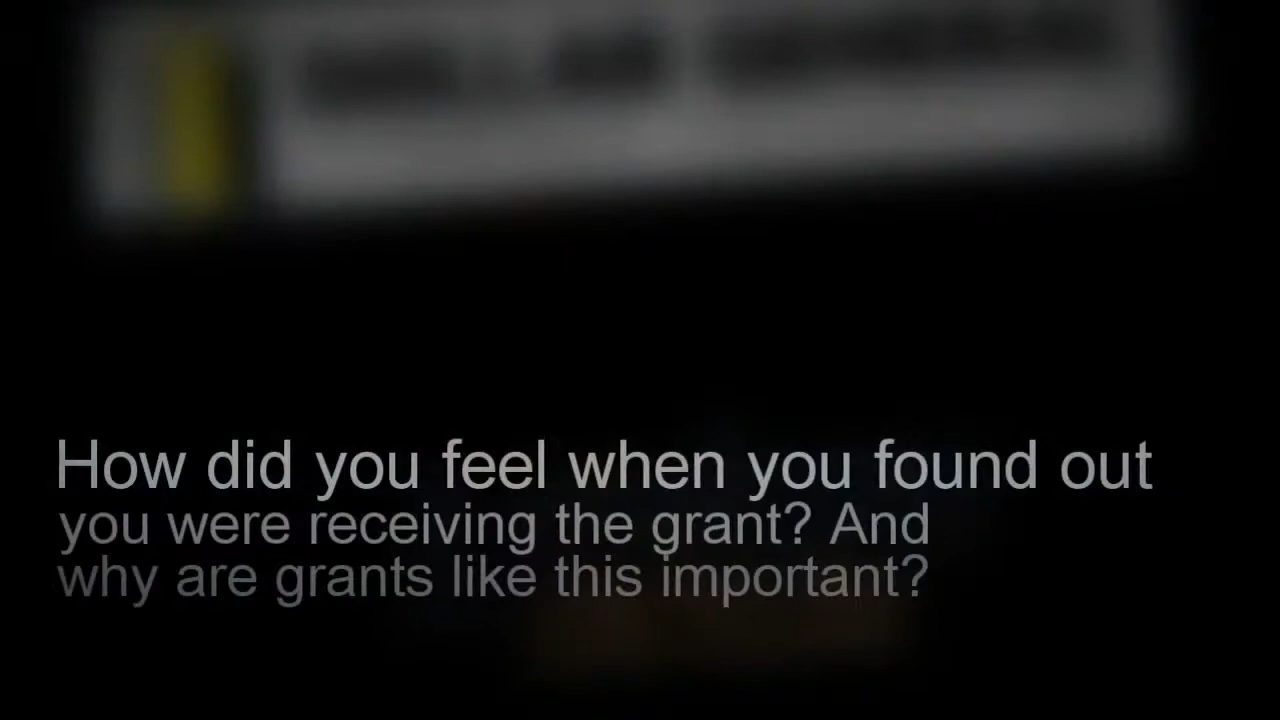 How did you feel when you found out
you were receiving the grant? And
why are grants like this important?